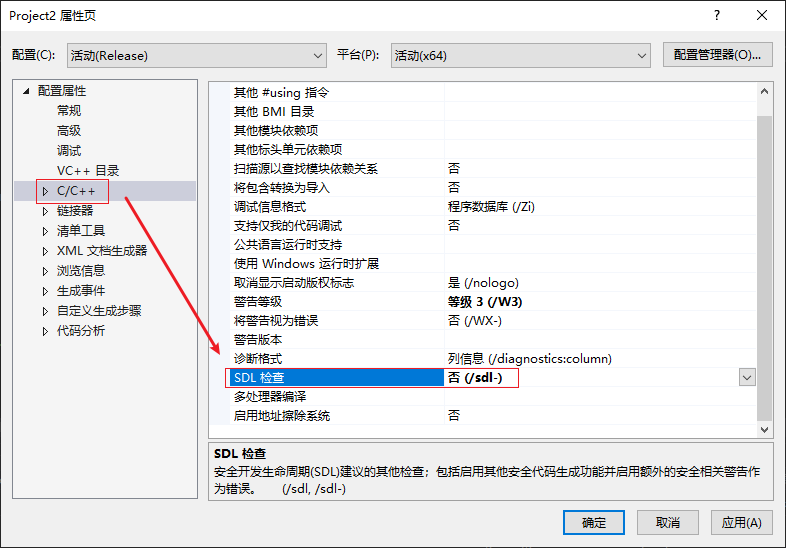 Project2 属性页
配置(C): 活动(Release) 平台(P): 活动(x64) 配置管理器(O)...
配置属性
常规
高级
调试
VC++ 目录
C/C++
链接器
清单工具
XML 文档生成器
浏览信息
生成事件
自定义生成步骤
代码分析
其他 #using 指令
其他 BMI 目录
其他模块依赖项
其他标头单元依赖项
扫描源以查找模块依赖关系 否
将包含转换为导入 否
调试信息格式 程序数据库 (/Zi)
支持仅我的代码调试 否
公共语言运行时支持
使用 Windows 运行时扩展
取消显示启动版权标志 是 (/nologo)
警告等级 等级 3 (/W3)
将警告视为错误 否 (/WX-)
警告版本
诊断格式 列信息 (/diagnostics:column)
SDL 检查 否 (/sdl-)
多处理器编译
启用地址擦除系统 否
SDL 检查
安全开发生命周期(SDL)建议的其他检查；包括启用其他安全代码生成功能并启用额外的安全相关警告作
为错误。 (/sdl, /sdl-)
确定 取消 应用(A)